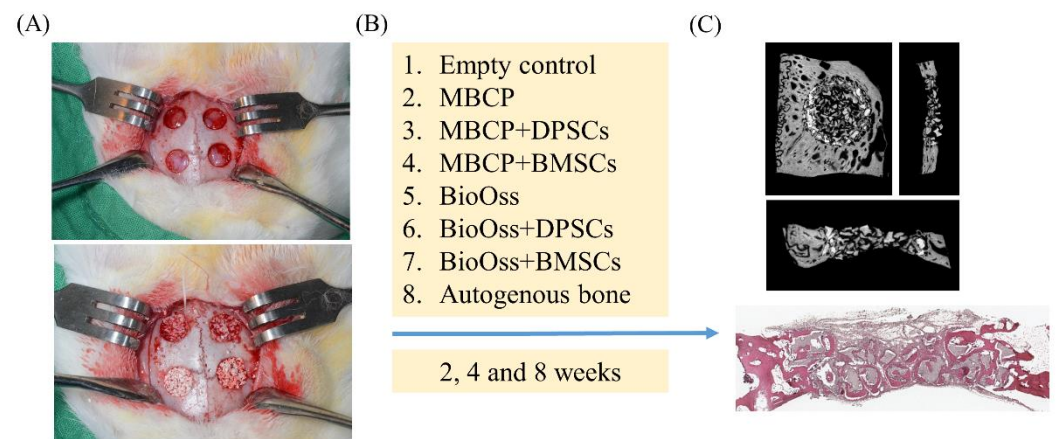 (A)
(B)
(C)
1. Empty control
2. MBCP
3. MBCP+DPSCs
4. MBCP+BMSCs
5. BioOss
6. BioOss+DPSCs
7. BioOss+BMSCs
8. Autogenous bone
2, 4 and 8 weeks